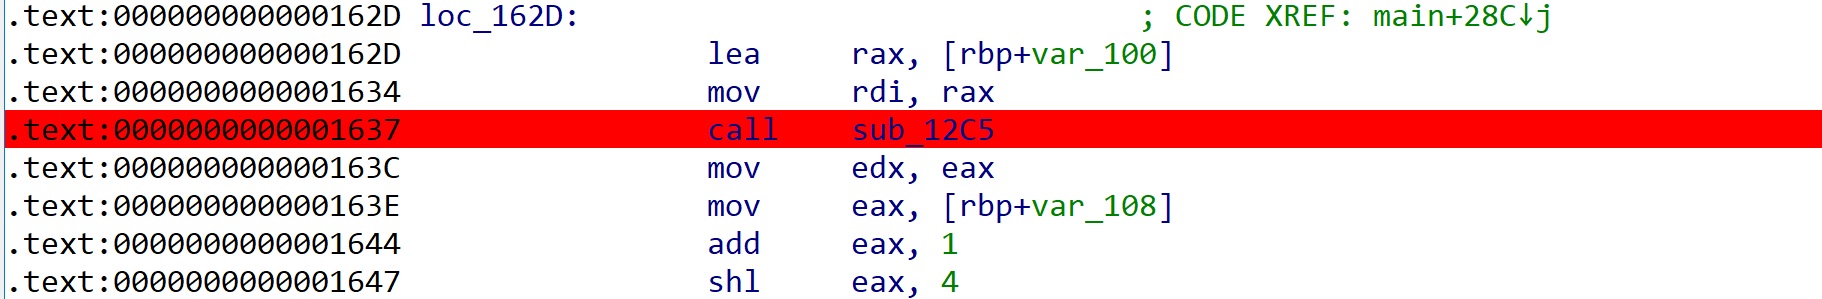 .text:000000000000162D loc_162D: ; CODE XREF: main+28C↓j
.text:000000000000162D lea rax, [rbp+var_100]
.text:0000000000001634 mov rdi, rax
.text:0000000000001637 call sub_12C5
.text:000000000000163C mov edx, eax
.text:000000000000163E mov eax, [rbp+var_108]
.text:0000000000001644 add eax, 1
.text:0000000000001647 shl eax, 4